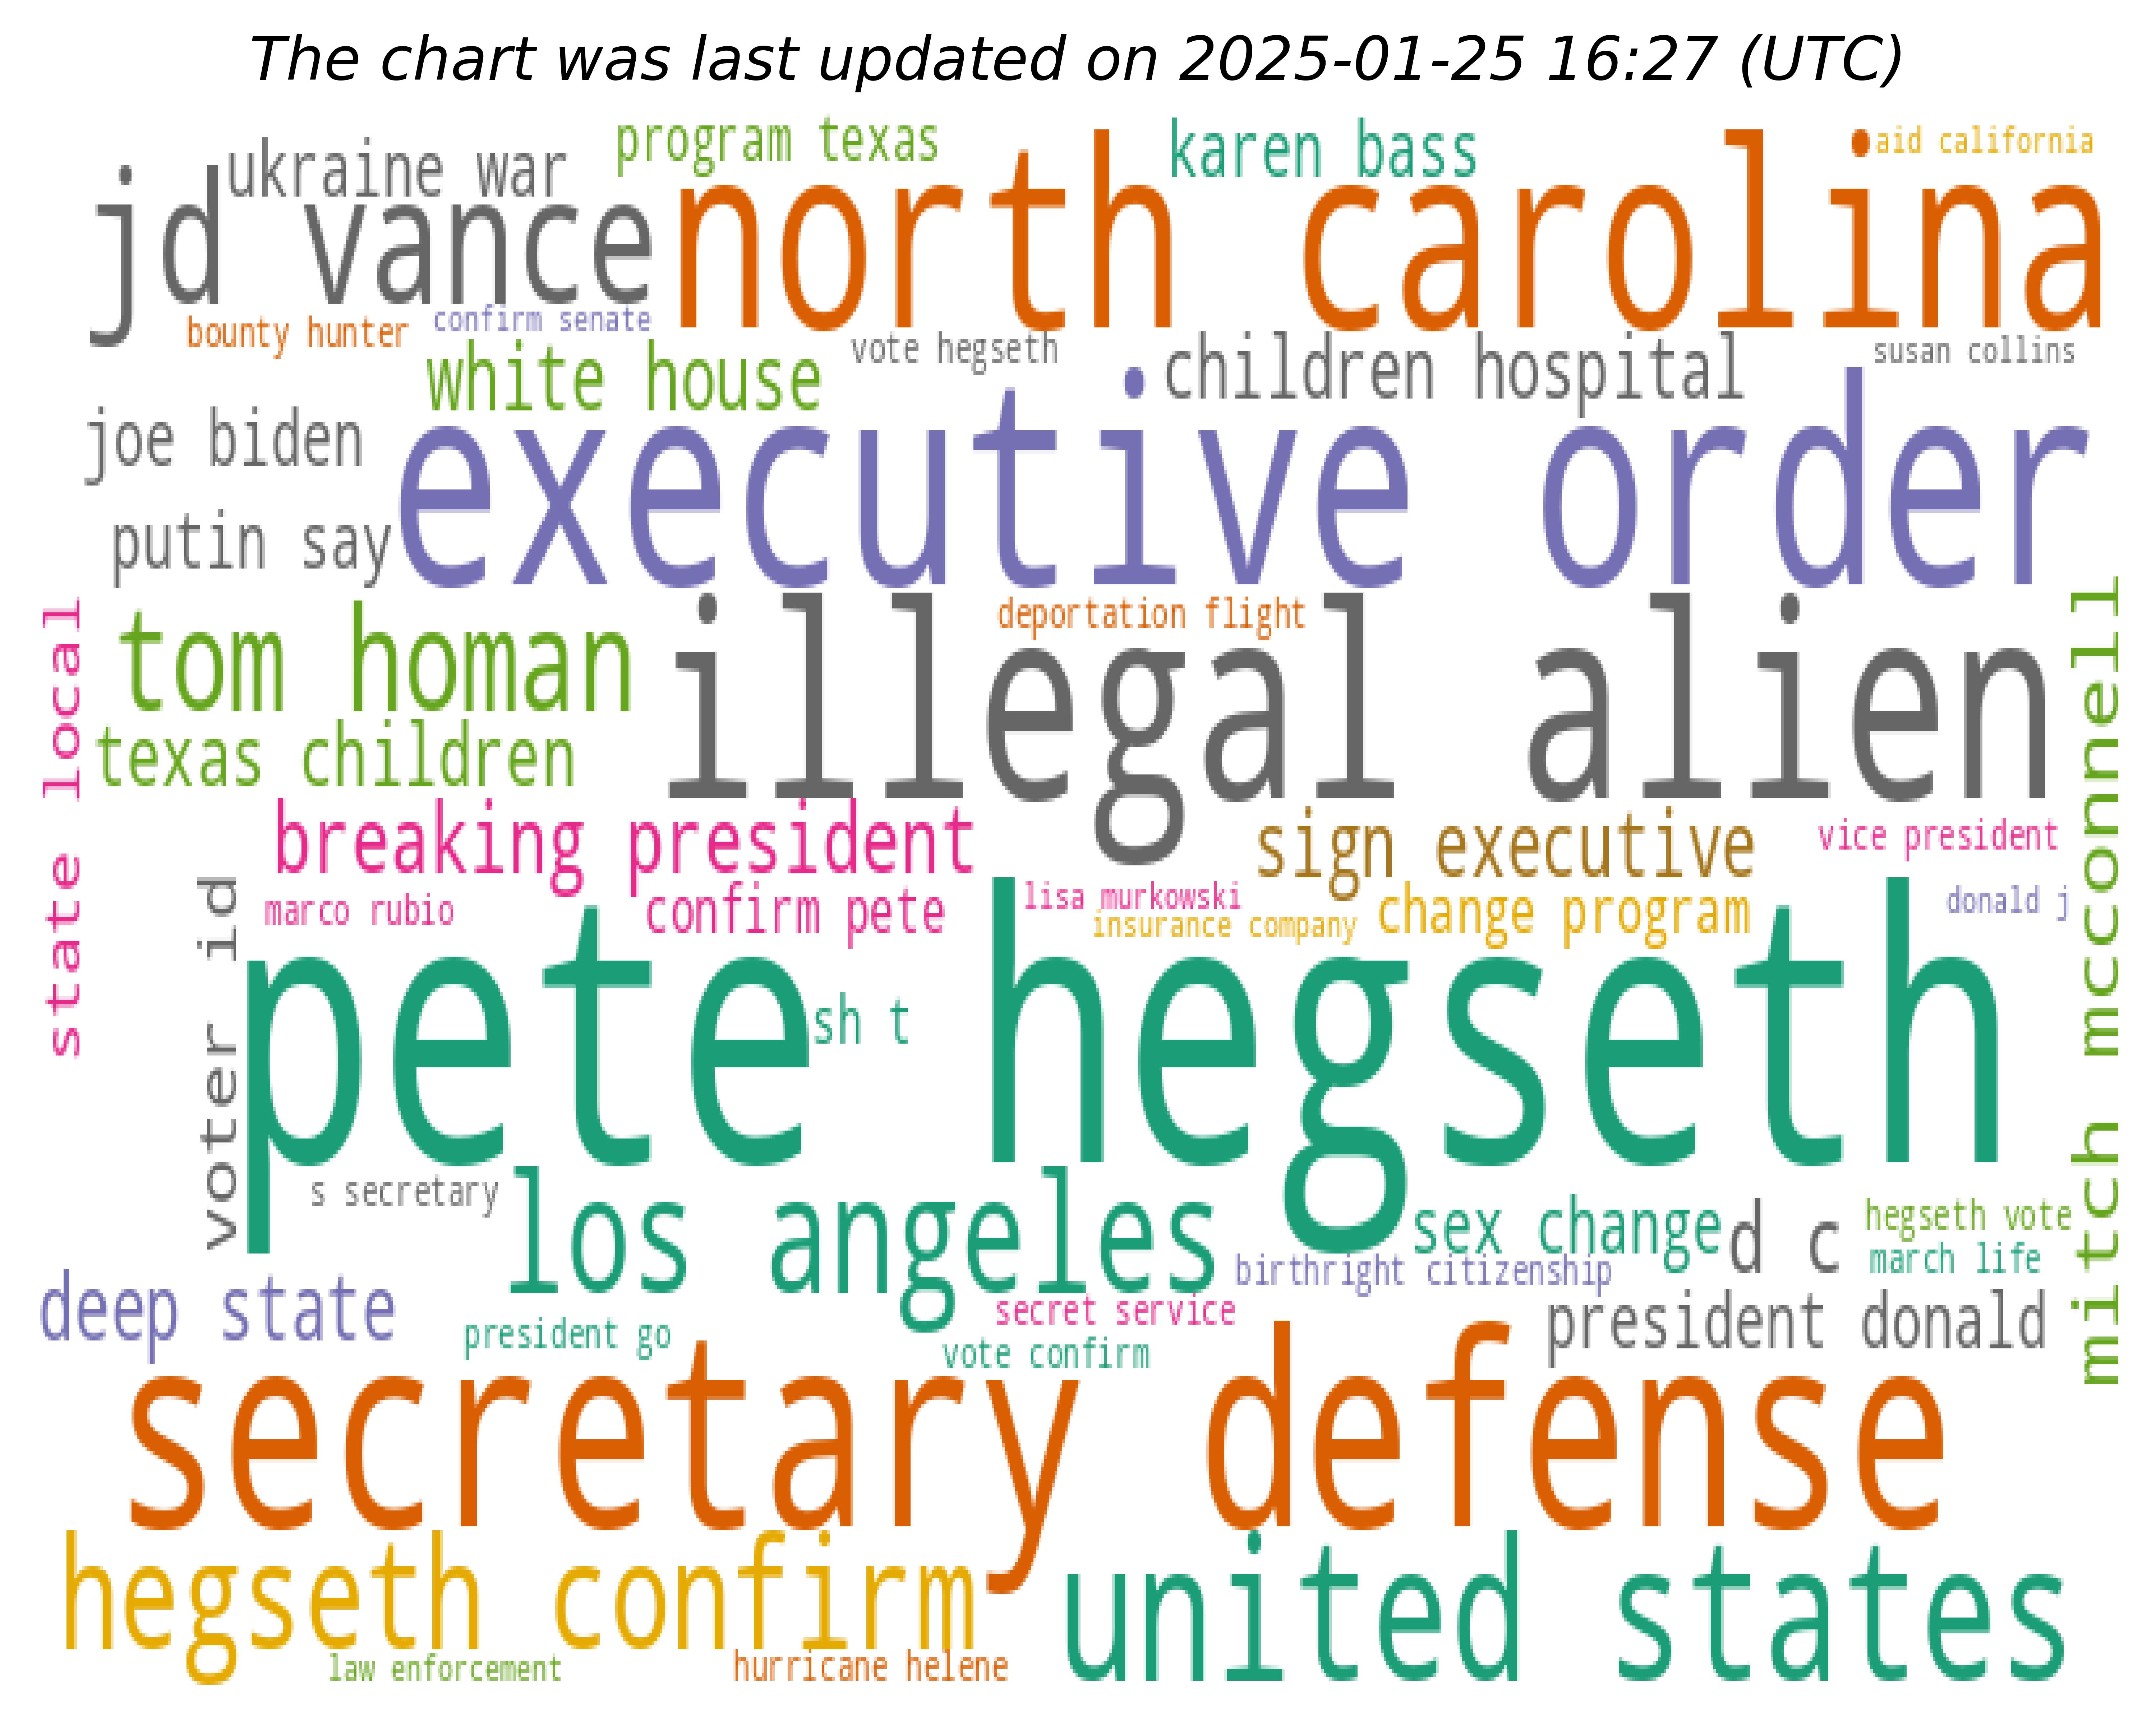 The chart was last updated on 2025-01-25 16:27 (UTC)
program texas
karen bass
aid california
ukraine war
jd vance
north carolina
bounty hunter
confirm senate
vote hegseth
children hospital
susan collins
white house
joe biden
executive order
putin say
deportation flight
tom homan
illegal alien
state local
mitch mcconnell
texas children
breaking president
sign executive
vice president
marco rubio
confirm pete
lisa murkowski
insurance company
change program
donald j
voter id
pete hegseth
sh t
s secretary
los angeles
sex change
d c
hegseth vote
march life
birthright citizenship
deep state
secret service
president go
vote confirm
president donald
secretary defense
hegseth confirm
united states
law enforcement
hurricane helene